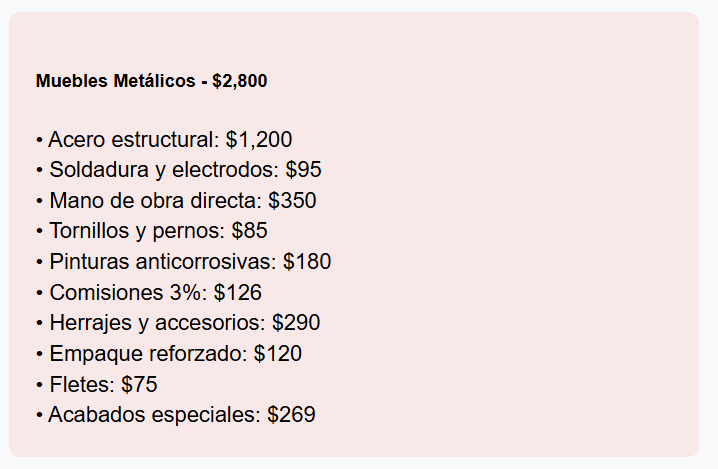 Muebles Metálicos - $2,800
• Acero estructural: $1,200
• Soldadura y electrodos: $95
• Mano de obra directa: $350
• Tornillos y pernos: $85
• Pinturas anticorrosivas: $180
• Comisiones 3%: $126
• Herrajes y accesorios: $290
• Empaque reforzado: $120
• Fletes: $75
• Acabados especiales: $269